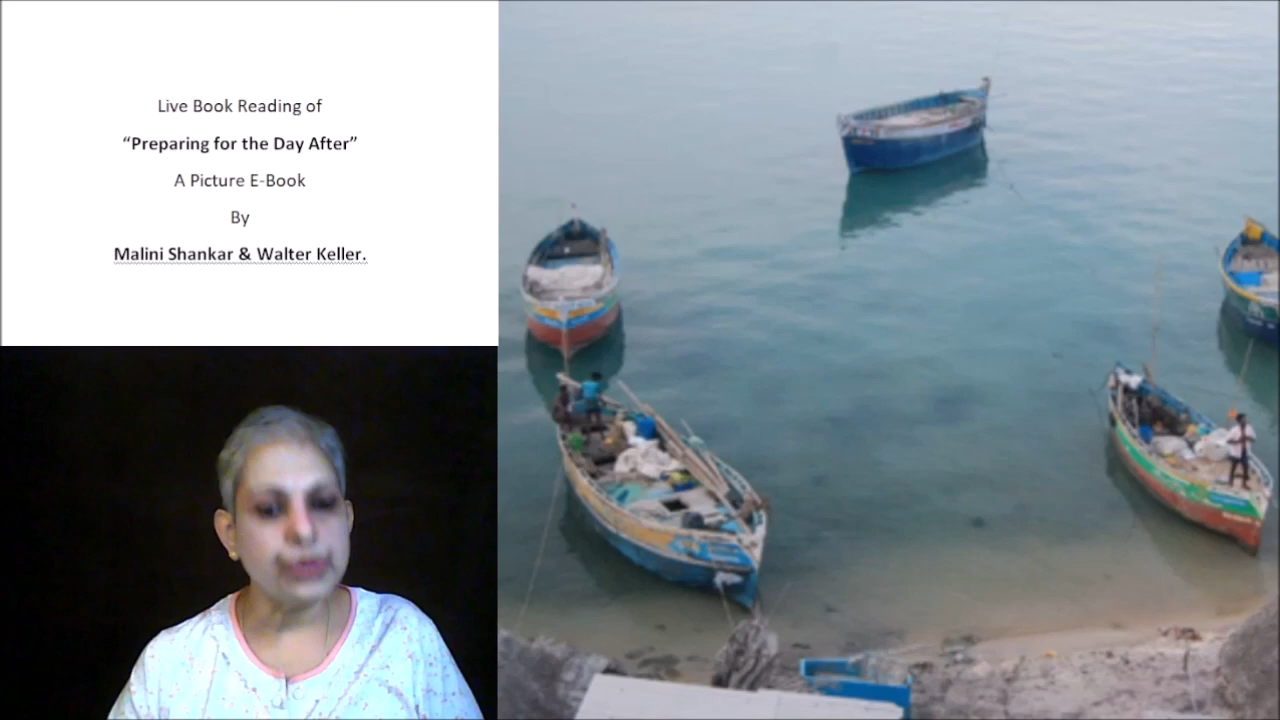 Live Book Reading of
“Preparing for the Day After”
A Picture E-Book
By
Malini Shankar & Walter Keller.